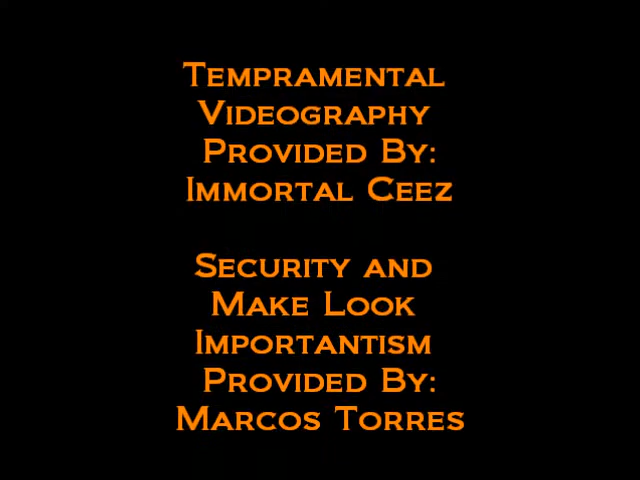 Tempramental
Videography
Provided By:
Immortal Ceez
Security and
Make Look
Importantism
Provided By:
Marcos Torres